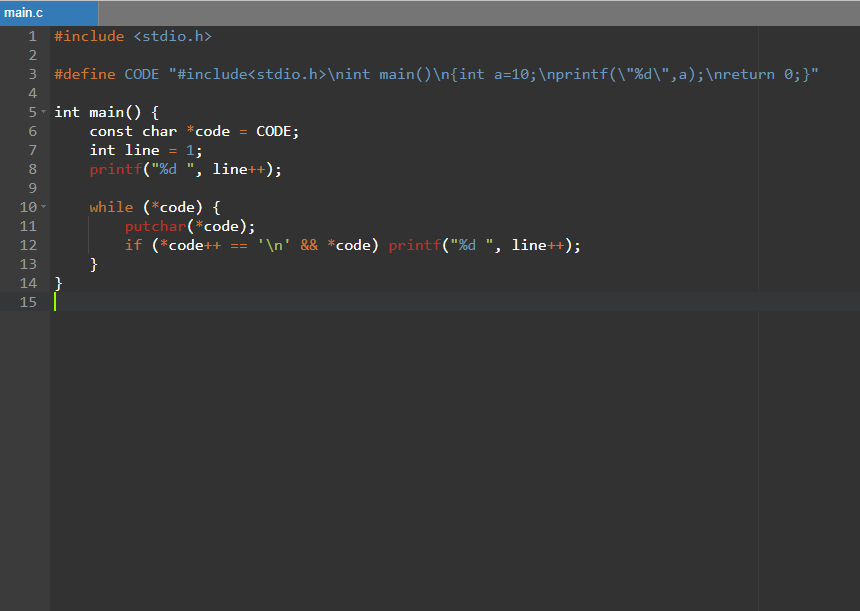 main.c
1 #include <stdio.h>
2
3 #define CODE "#include<stdio.h>\nint main()\n{int a=10;\nprintf(\"%d\",a);\nreturn 0;}"
4
5 int main() {
6     const char *code = CODE;
7     int line = 1;
8     printf("%d ", line++);
9
10     while (*code) {
11         putchar(*code);
12         if (*code++ == '\n' && *code) printf("%d ", line++);
13     }
14 }
15